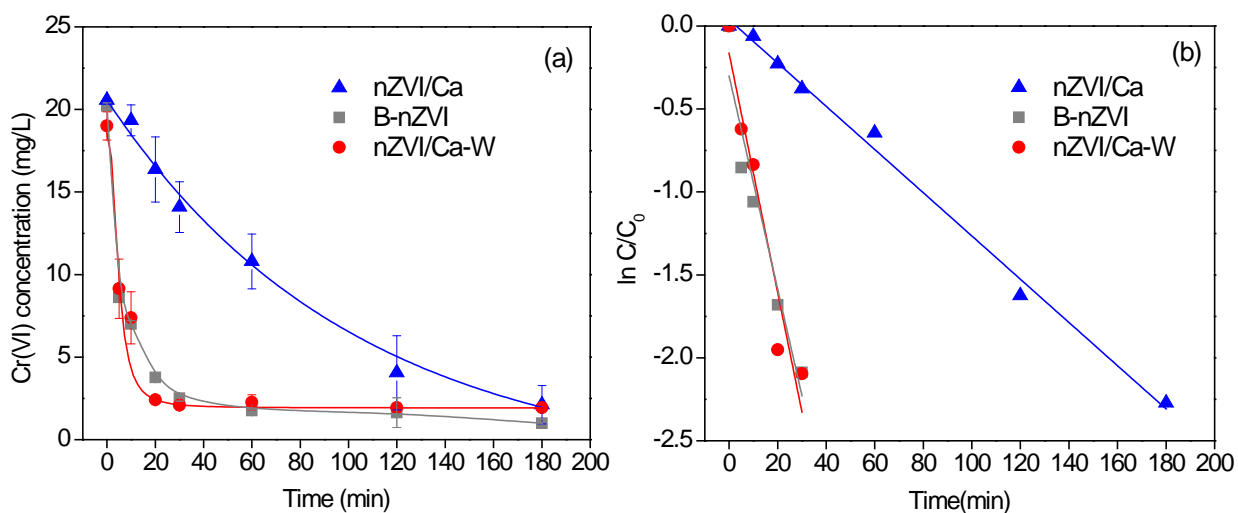 (a)
nZVI/Ca
B-nZVI
nZVI/Ca-W
Cr(VI) concentration (mg/L)
25
20
15
10
5
0
0 20 40 60 80 100 120 140 160 180 200
Time (min)
(b)
nZVI/Ca
B-nZVI
nZVI/Ca-W
ln C/C₀
0.0
-0.5
-1.0
-1.5
-2.0
-2.5
0 20 40 60 80 100 120 140 160 180 200
Time(min)